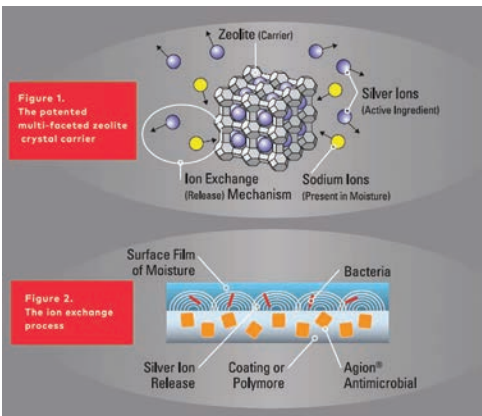 Zeolite (Carrier)
Figure 1.
The patented
multi-faceted zeolite
crystal carrier
Silver Ions
(Active Ingredient)
Ion Exchange
(Release) Mechanism
Sodium Ions
(Present in Moisture)
Surface Film
of Moisture
Bacteria
Figure 2.
The ion exchange
process
Silver Ion
Release
Coating or
Polymore
Agion®
Antimicrobial